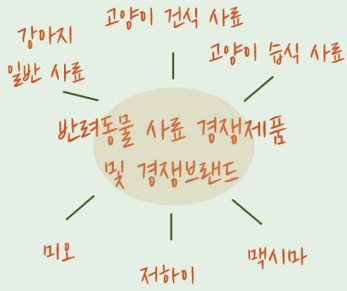 고양이 건식 사료
강아지
일반 사료
고양이 습식 사료
반려동물 사료 경쟁제품
및 경쟁브랜드
미오
저하이
맥시마